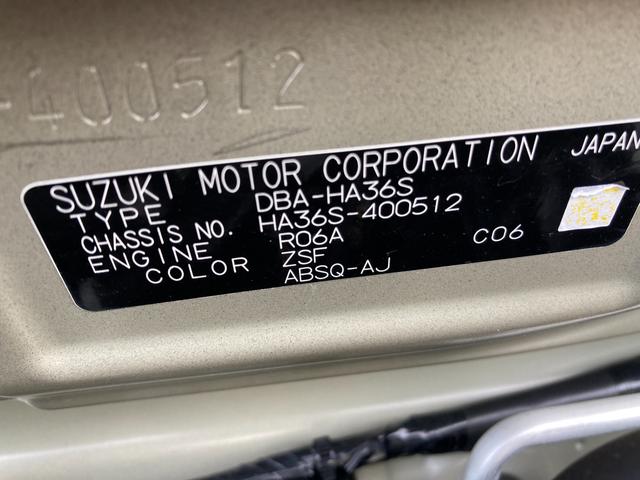 -400512
SUZUKI MOTOR CORPORATION JAPAN
TYPE DBA-HA36S
CHASSIS NO. HA36S-400512
ENGINE R06A
COLOR ZSF C06
ABSQ-AJ